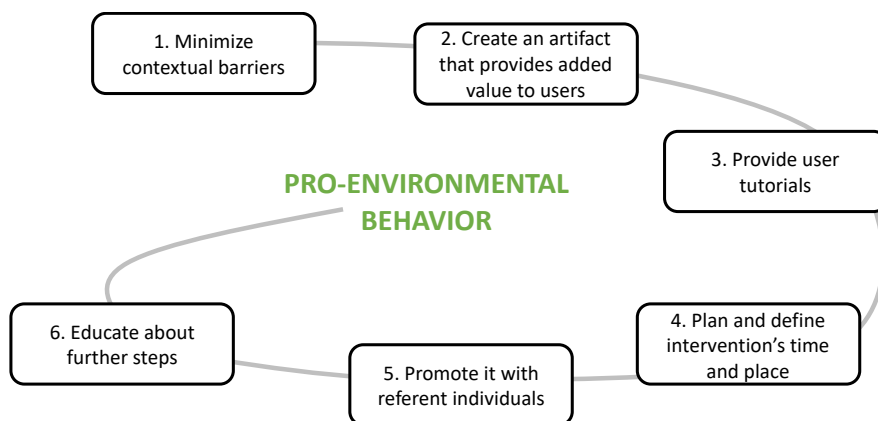 1. Minimize
contextual barriers
2. Create an artifact
that provides added
value to users
3. Provide user
tutorials
PRO-ENVIRONMENTAL
BEHAVIOR
4. Plan and define
intervention’s time
and place
5. Promote it with
referent individuals
6. Educate about
further steps